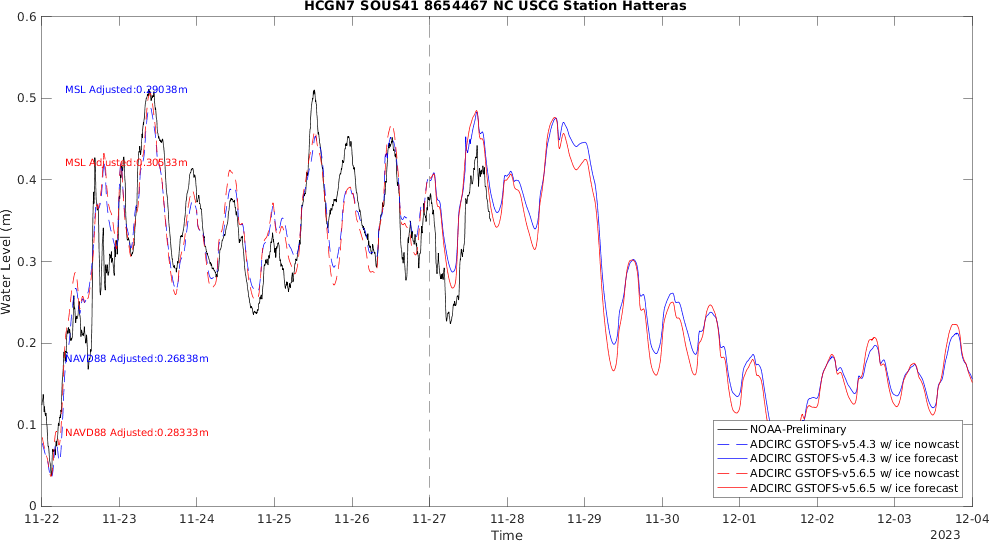 HCGN7 SOUS41 8654467 NC USCG Station Hatteras
0.6
0.5
0.4
0.3
0.2
0.1
0
Water Level (m)
MSL Adjusted:0.29038m
MSL Adjusted:0.30533m
NAVD88 Adjusted:0.26838m
NAVD88 Adjusted:0.28333m
NOAA-Preliminary
ADCIRC GSTOFS-v5.4.3 w/ ice nowcast
ADCIRC GSTOFS-v5.4.3 w/ ice forecast
ADCIRC GSTOFS-v5.6.5 w/ ice nowcast
ADCIRC GSTOFS-v5.6.5 w/ ice forecast
11-22 11-23 11-24 11-25 11-26 11-27 11-28 11-29 11-30 12-01 12-02 12-03 12-04
Time
2023